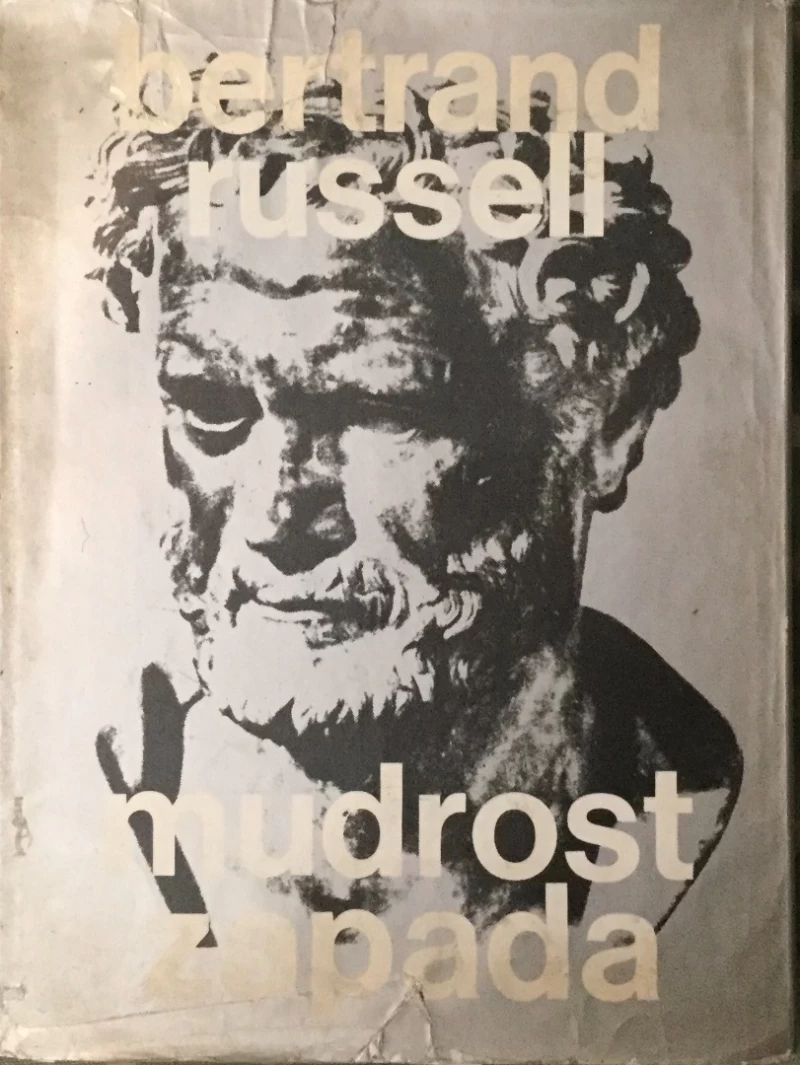 bertrand
russell
mudrost
zapada